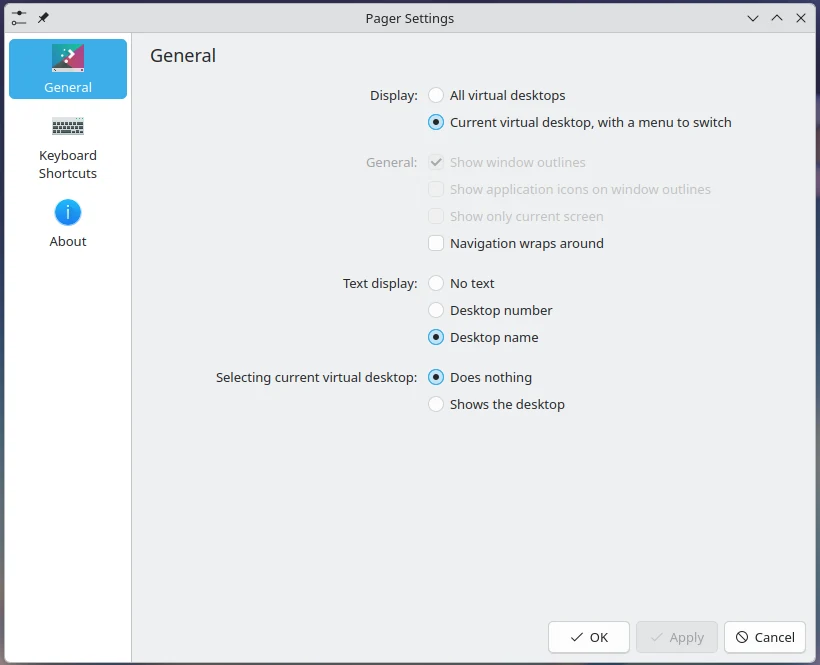 Pager Settings
General
General
Keyboard
Shortcuts
About
Display:
All virtual desktops
Current virtual desktop, with a menu to switch
General:
Show window outlines
Show application icons on window outlines
Show only current screen
Navigation wraps around
Text display:
No text
Desktop number
Desktop name
Selecting current virtual desktop:
Does nothing
Shows the desktop
OK
Apply
Cancel